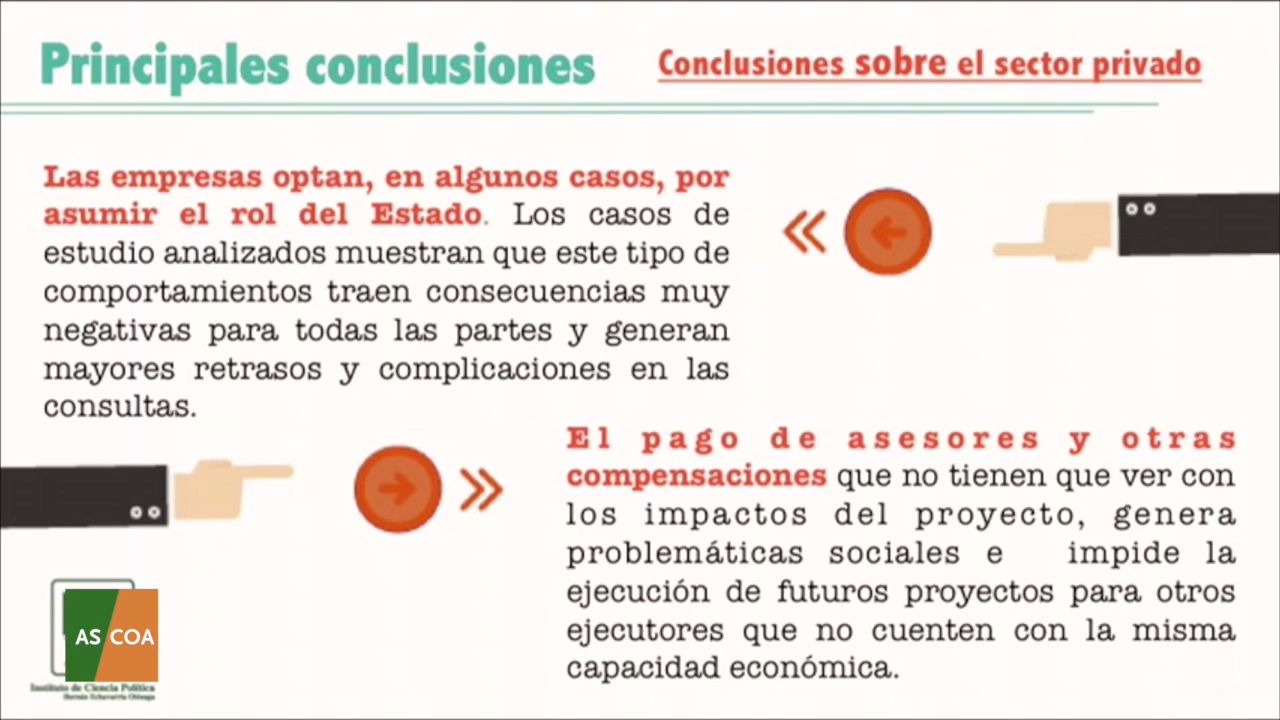 Principales conclusiones
Conclusiones sobre el sector privado
Las empresas optan, en algunos casos, por
asumir el rol del Estado. Los casos de
estudio analizados muestran que este tipo de
comportamientos traen consecuencias muy
negativas para todas las partes y generan
mayores retrasos y complicaciones en las
consultas.
El pago de asesores y otras
compensaciones que no tienen que ver con
los impactos del proyecto, genera
problemáticas sociales e impide la
ejecución de futuros proyectos para otros
ejecutores que no cuenten con la misma
capacidad económica.
AS COA
Instituto de Ciencia Política
Hernán Echavarría Olózaga